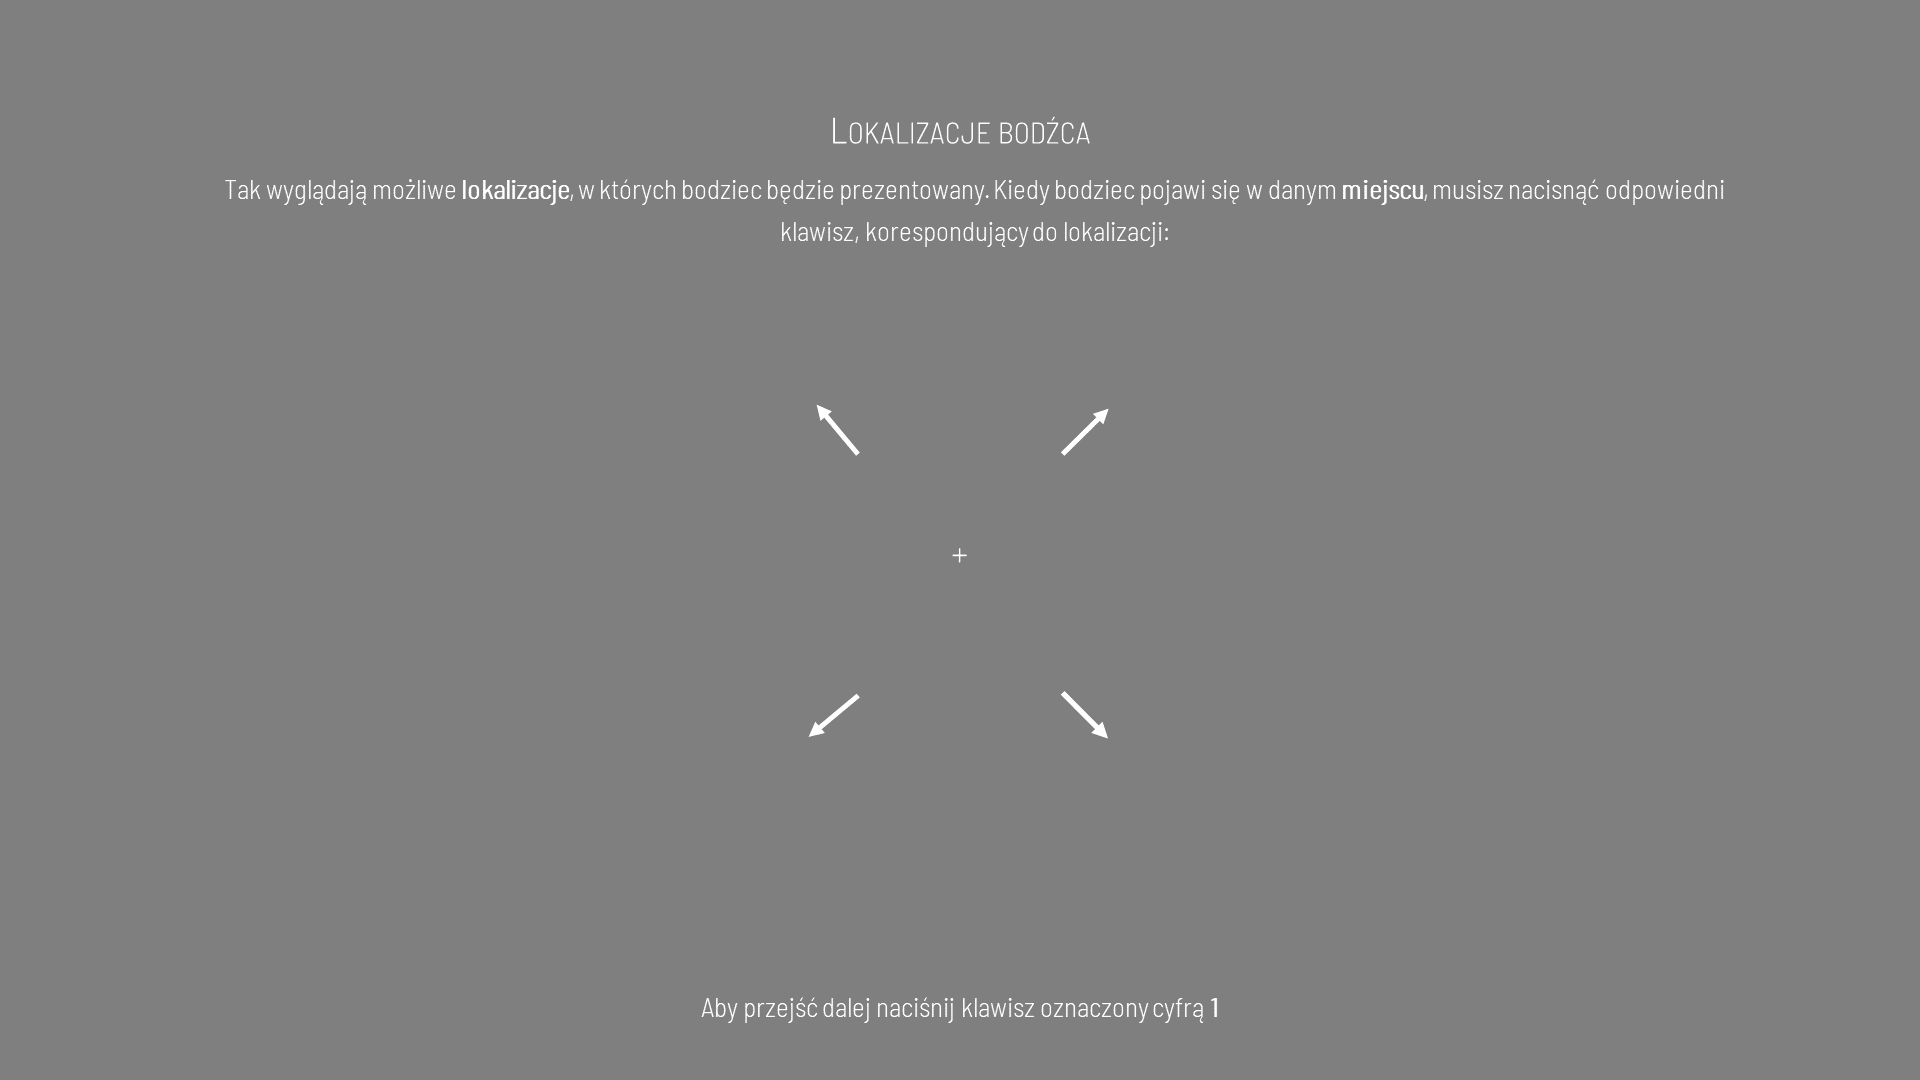 LOKALIZACJE BODŹCA
Tak wyglądają możliwe lokalizacje, w których bodziec będzie prezentowany. Kiedy bodziec pojawi się w danym miejscu, musisz nacisnąć odpowiedni
klawisz, korespondujący do lokalizacji:
+
Aby przejść dalej naciśnij klawisz oznaczony cyfrą 1